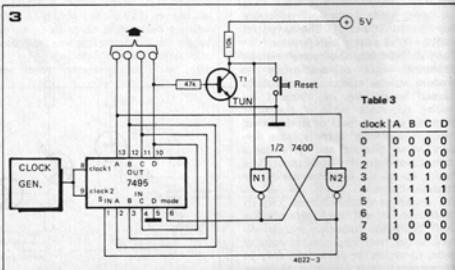 3
5V
10k
T1
47k
Reset
TUN
13 12 11 10
1/2 7400
A B C D
OUT
8 clock1
7495
N1
N2
CLOCK
GEN.
9 clock2
IN
S IN A B C D mode
1 2 3 4 5 6
4022-3
Table 3
clock A B C D
0 0 0 0 0
1 1 0 0 0
2 1 1 0 0
3 1 1 1 0
4 1 1 1 1
5 1 1 1 0
6 1 1 0 0
7 1 0 0 0
8 0 0 0 0